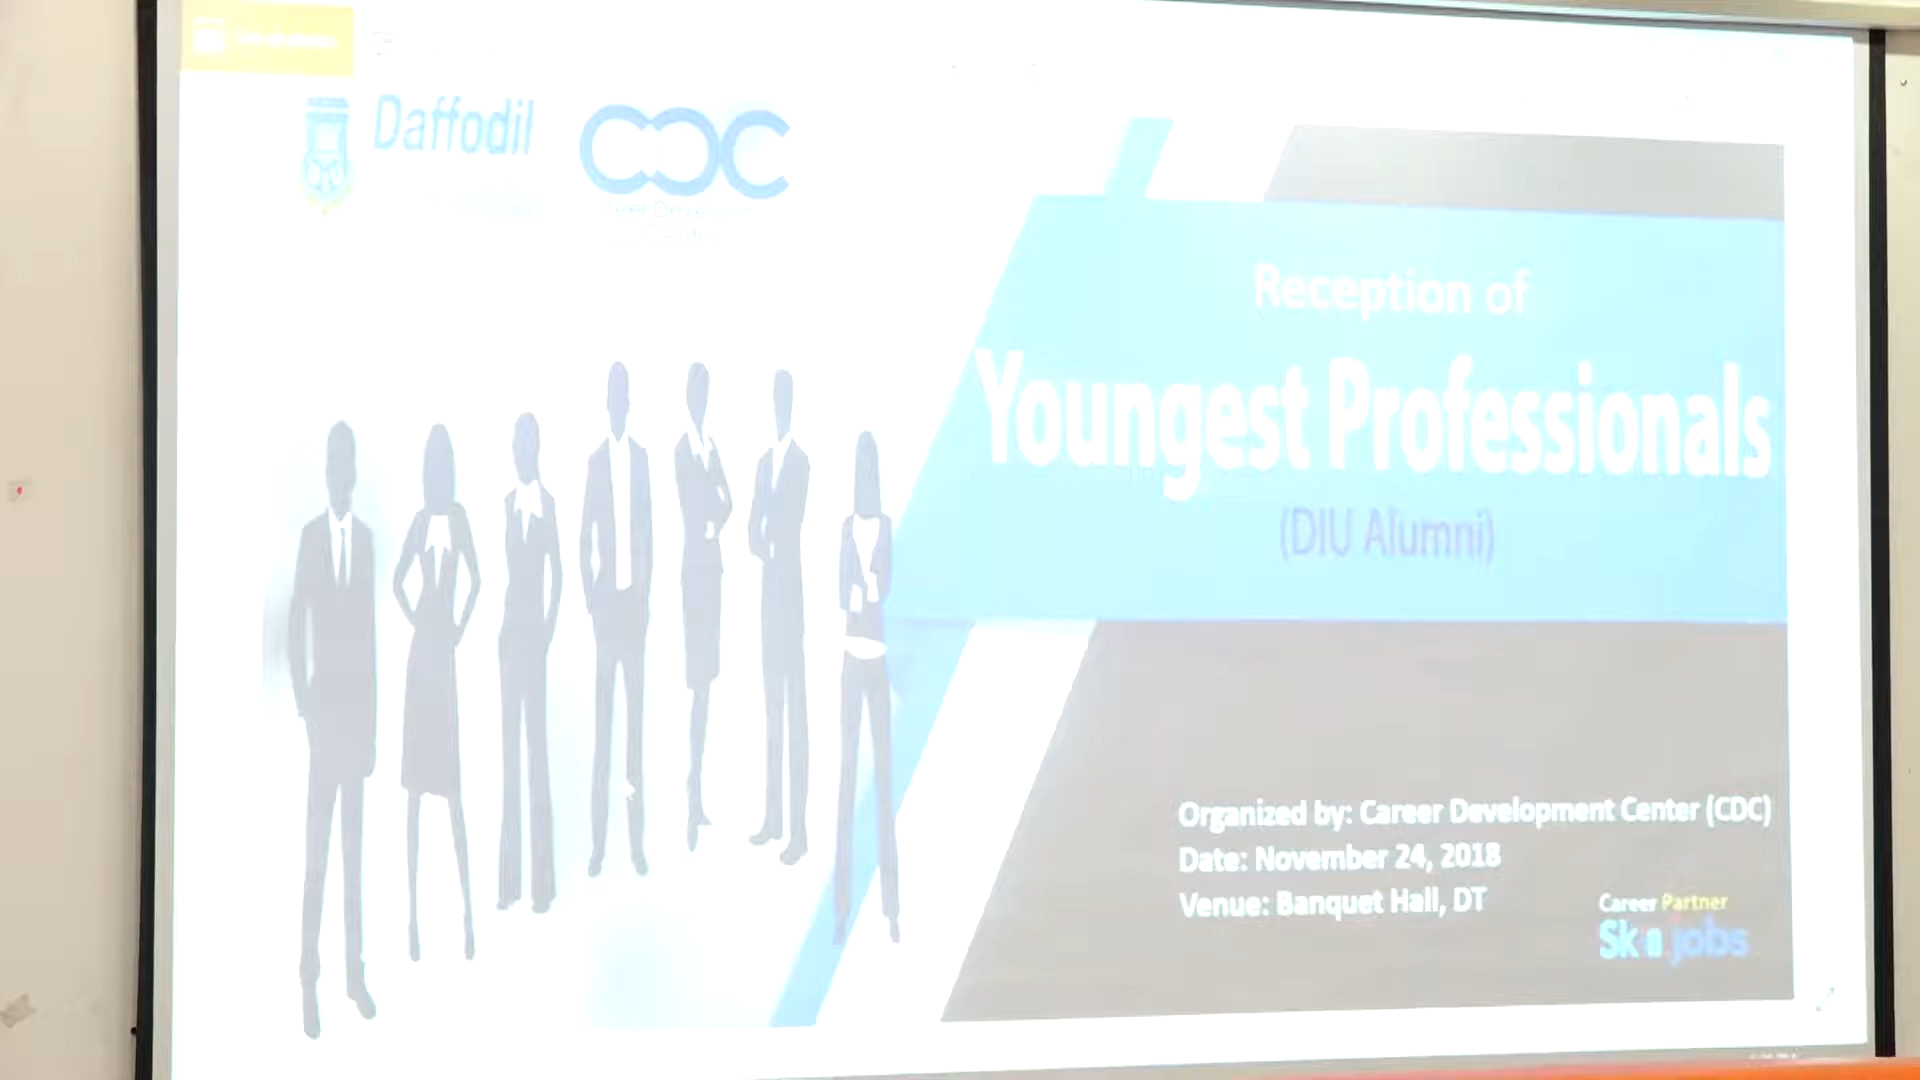 Daffodil
CDC
Reception of
Youngest Professionals
(DIU Alumni)
Organized by: Career Development Center (CDC)
Date: November 24, 2018
Venue: Banquet Hall, DT
Career Partner
jobs